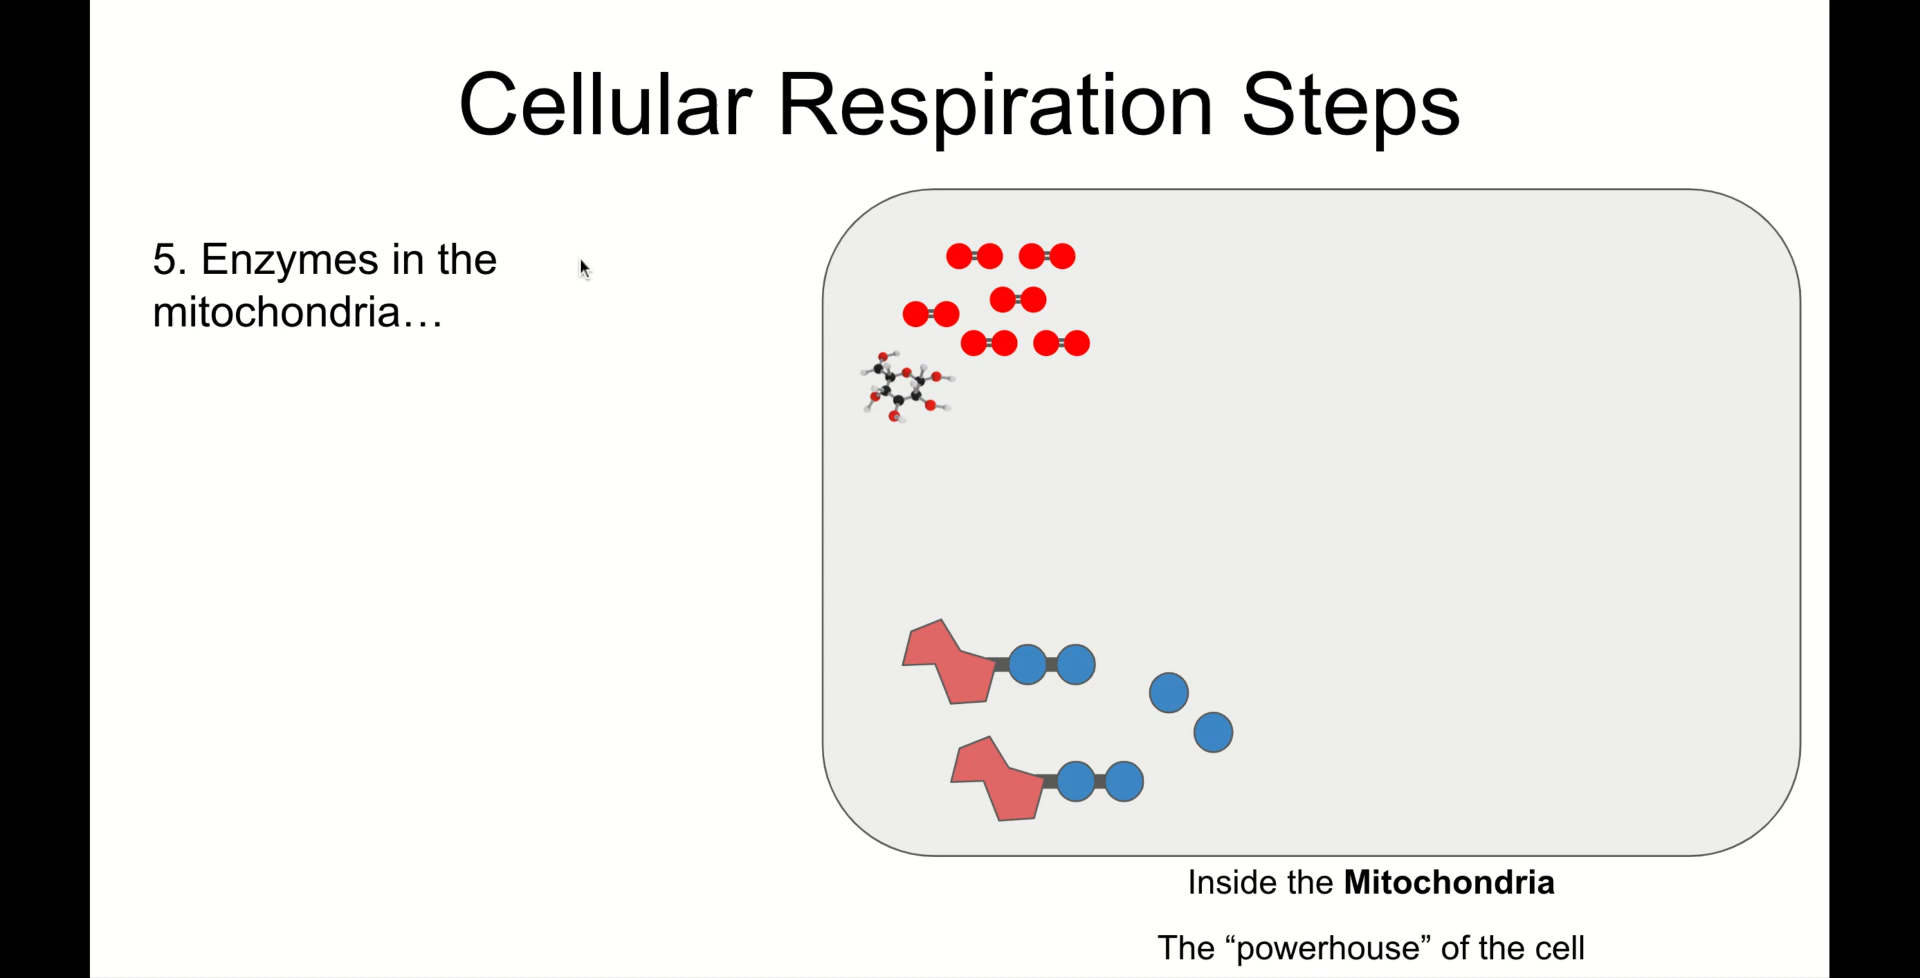 Cellular Respiration Steps
5. Enzymes in the
mitochondria…
Inside the Mitochondria
The “powerhouse” of the cell